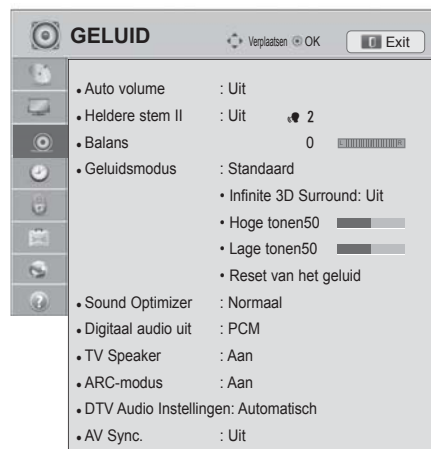 GELUID Verplaatsen OK Exit
• Auto volume : Uit
• Heldere stem II : Uit 2
• Balans 0 L R
• Geluidsmodus : Standaard
• Infinite 3D Surround: Uit
• Hoge tonen50
• Lage tonen50
• Reset van het geluid
• Sound Optimizer : Normaal
• Digitaal audio uit : PCM
• TV Speaker : Aan
• ARC-modus : Aan
• DTV Audio Instellingen: Automatisch
• AV Sync. : Uit